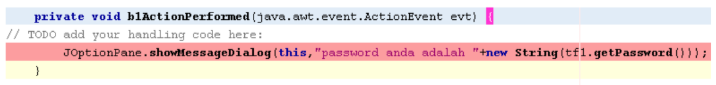 private void b1ActionPerformed(java.awt.event.ActionEvent evt) {
// TODO add your handling code here:
JOptionPane.showMessageDialog(this,"password anda adalah "+new String(tf1.getPassword()));
}